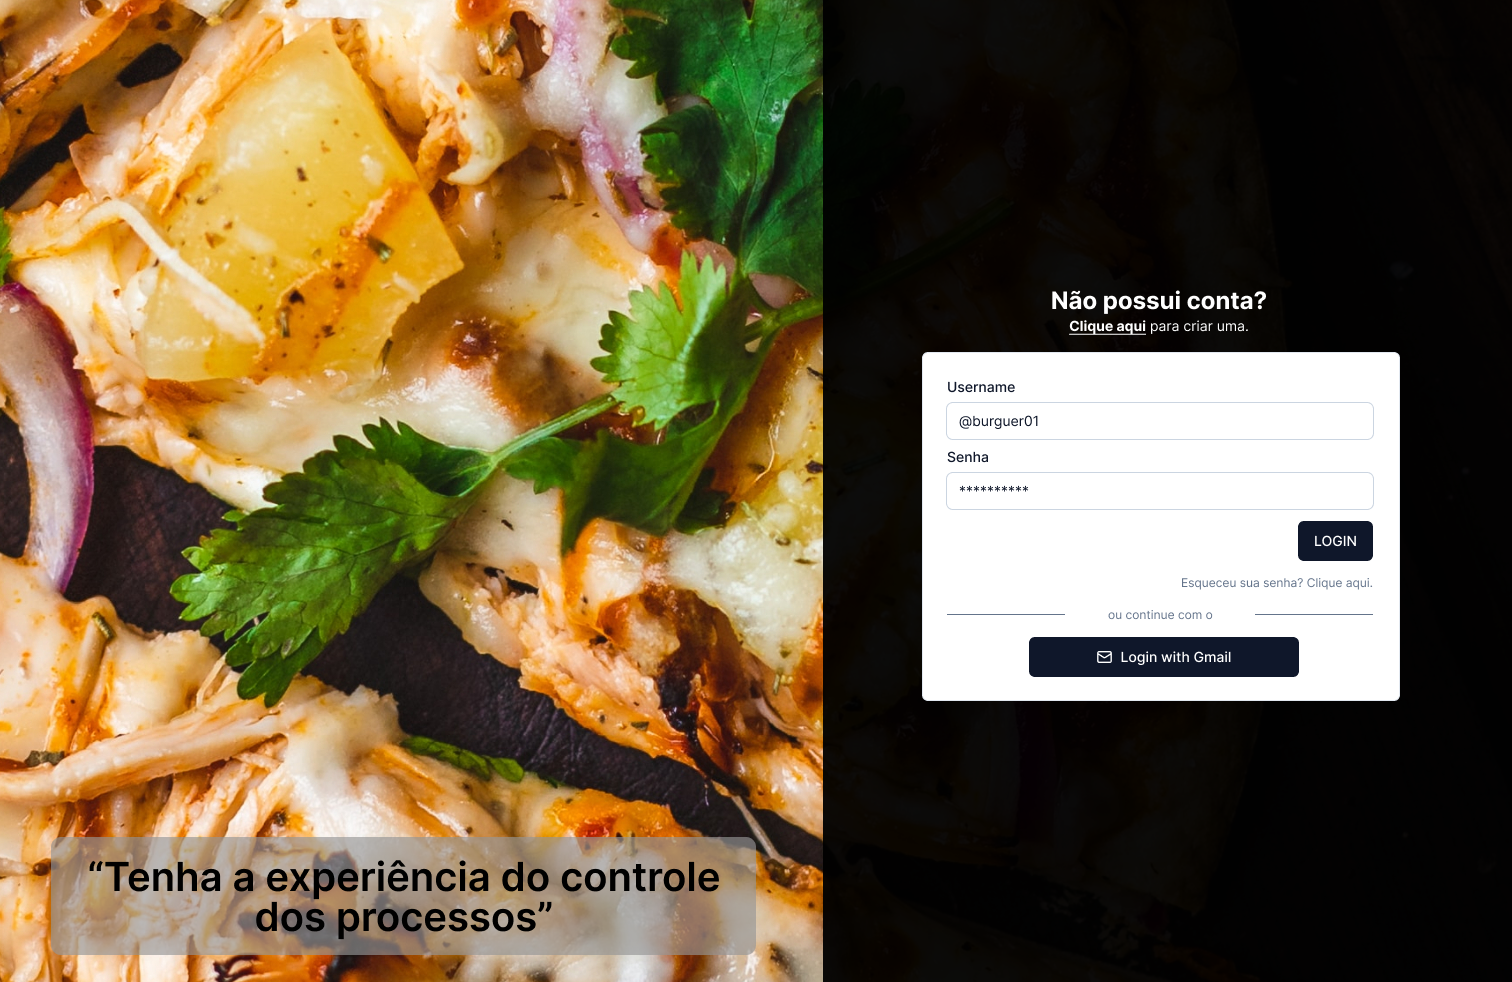 “Tenha a experiência do controle
dos processos”
Não possui conta?
Clique aqui para criar uma.
Username
@burguer01
Senha
**********
LOGIN
Esqueceu sua senha? Clique aqui.
ou continue com o
Login with Gmail